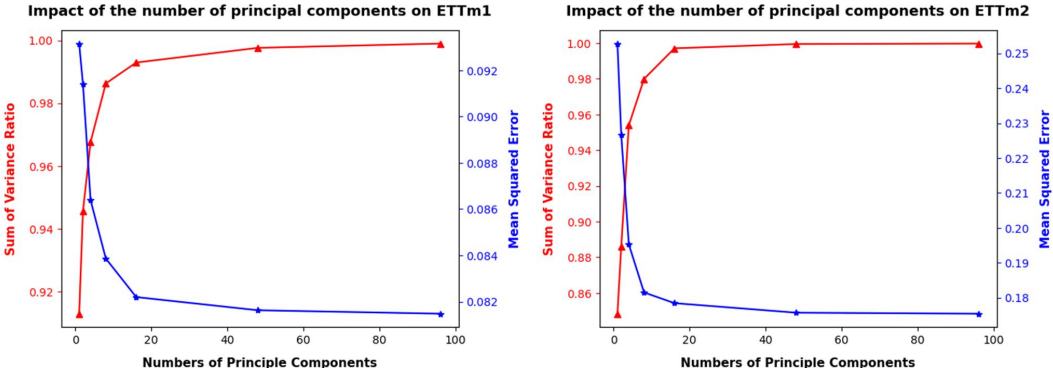 Impact of the number of principal components on ETTm1
1.00
0.98
0.96
0.94
0.92
Sum of Variance Ratio
0.092
0.090
0.088
0.086
0.084
0.082
Mean Squared Error
0 20 40 60 80 100
Numbers of Principle Components
Impact of the number of principal components on ETTm2
1.00
0.98
0.96
0.94
0.92
0.90
0.88
0.86
Sum of Variance Ratio
0.25
0.24
0.23
0.22
0.21
0.20
0.19
0.18
Mean Squared Error
0 20 40 60 80 100
Numbers of Principle Components